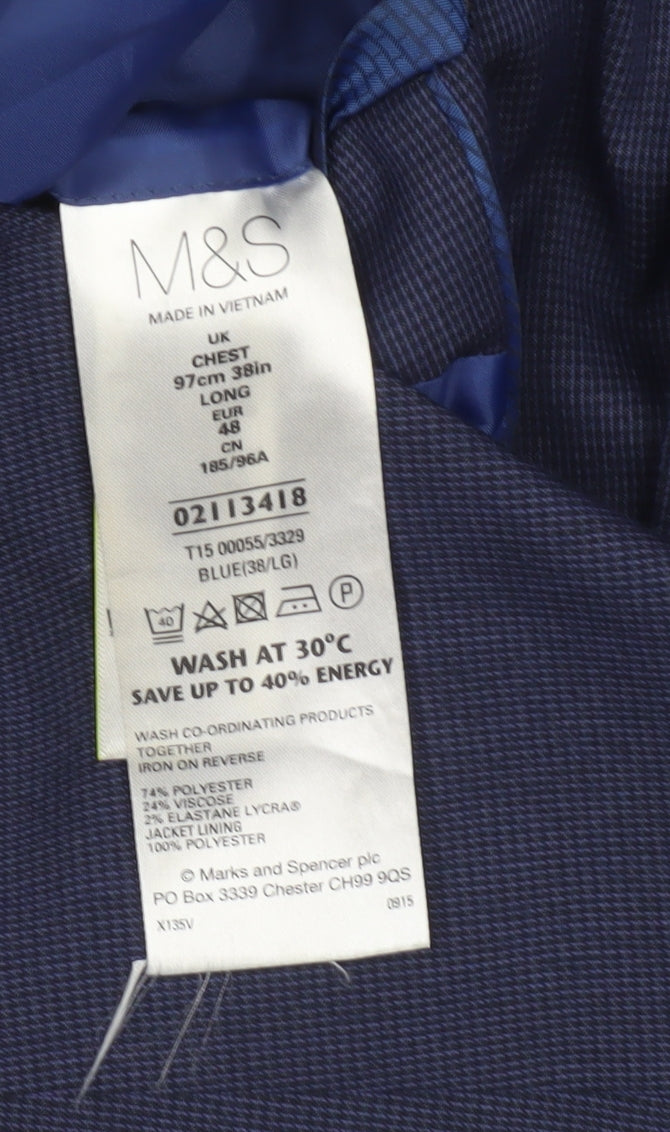 M&S
MADE IN VIETNAM
UK
CHEST
97cm 38in
LONG
EUR
48
CN
185/96A
02113418
T15 00055/3329
BLUE(38/LG)
40
P
WASH AT 30°C
SAVE UP TO 40% ENERGY
WASH CO-ORDINATING PRODUCTS
TOGETHER
IRON ON REVERSE
74% POLYESTER
24% VISCOSE
2% ELASTANE LYCRA®
JACKET LINING
100% POLYESTER
© Marks and Spencer plc
PO Box 3339 Chester CH99 9QS
X135V 0915